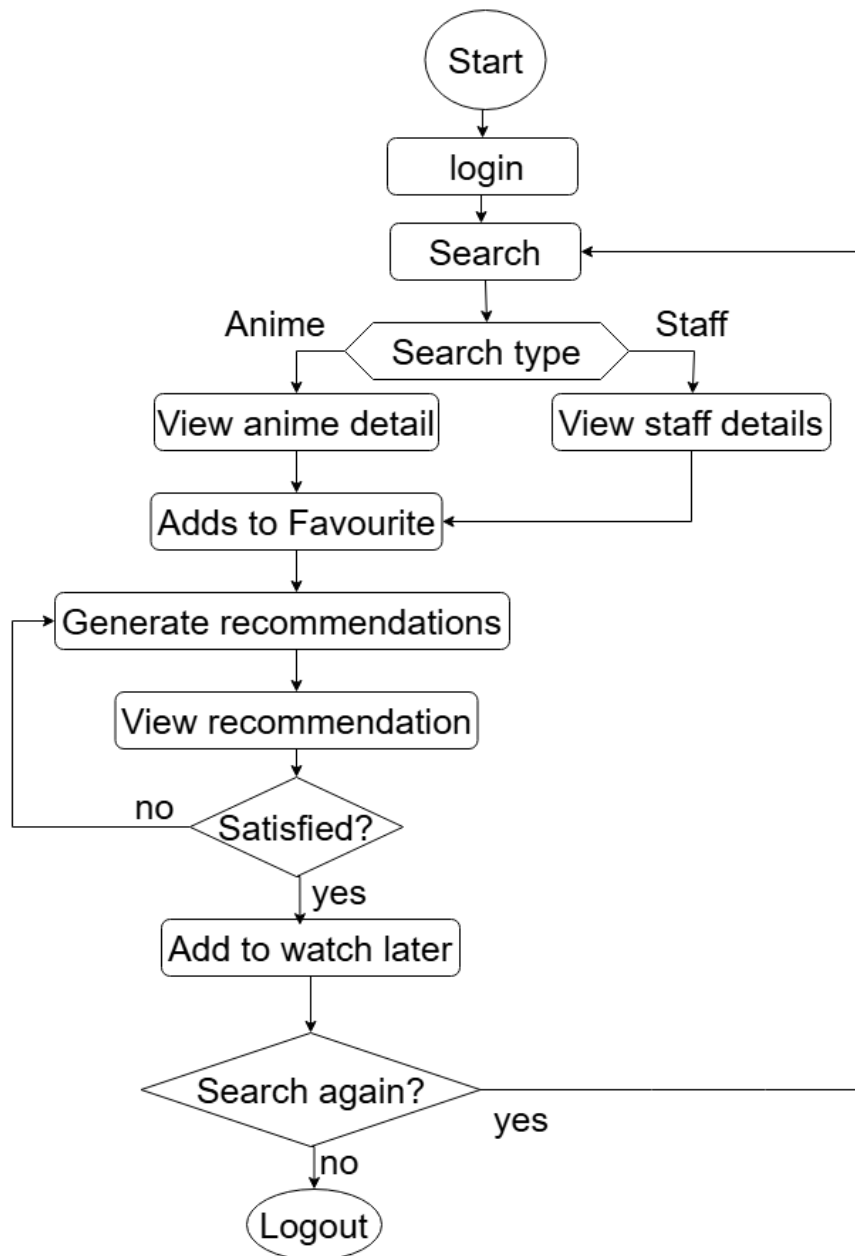 Start
login
Search
Anime
Staff
Search type
View anime detail
View staff details
Adds to Favourite
Generate recommendations
View recommendation
no
Satisfied?
yes
Add to watch later
Search again?
yes
no
Logout